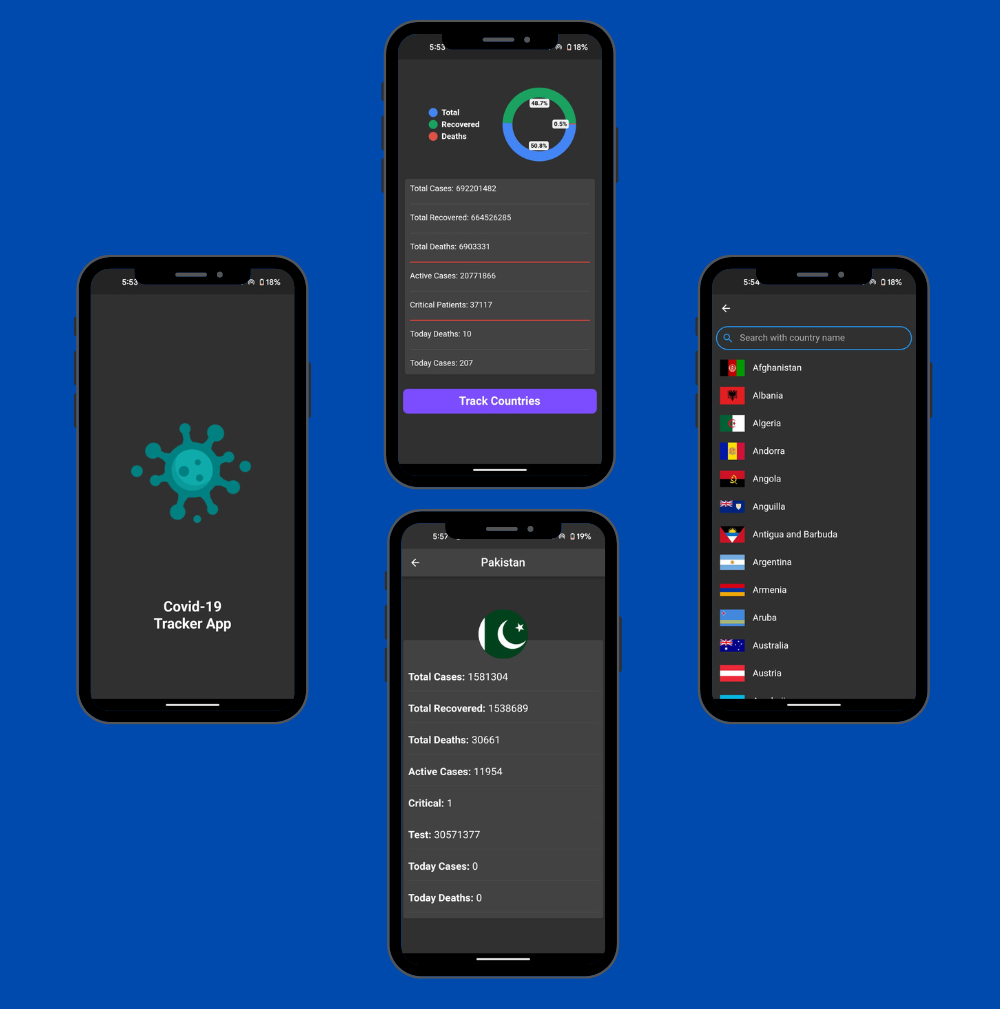 5:53
18%
Total
Recovered
Deaths
48.7%
0.5%
50.8%
Total Cases: 692201482
Total Recovered: 664526285
Total Deaths: 6903331
Active Cases: 20771866
Critical Patients: 37117
Today Deaths: 10
Today Cases: 207
Track Countries
5:53
18%
Covid-19
Tracker App
5:57
19%
Pakistan
Total Cases: 1581304
Total Recovered: 1538689
Total Deaths: 30661
Active Cases: 11954
Critical: 1
Test: 30571377
Today Cases: 0
Today Deaths: 0
5:54
18%
Search with country name
Afghanistan
Albania
Algeria
Andorra
Angola
Anguilla
Antigua and Barbuda
Argentina
Armenia
Aruba
Australia
Austria